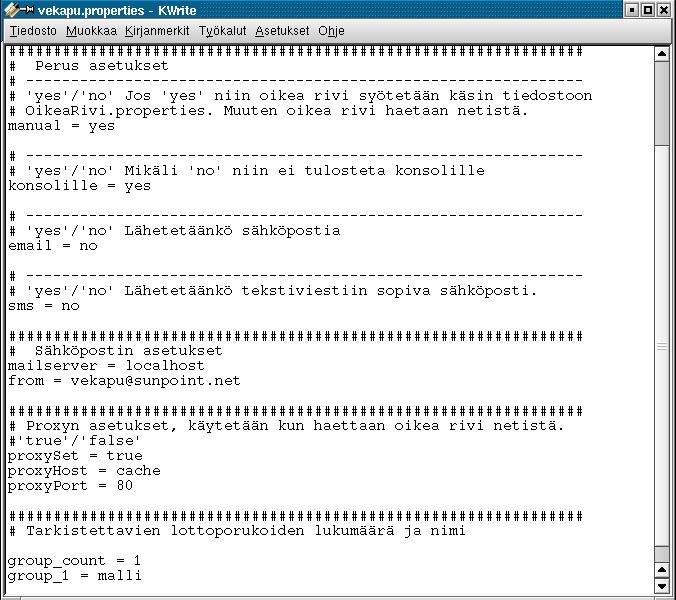 vekapu.properties - KWrite
Tiedosto Muokkaa Kirjanmerkit Työkalut Asetukset Ohje
################################################################
#  Perus asetukset
# --------------------------------------------------------------
# 'yes'/'no' Jos 'yes' niin oikea rivi syötetään käsin tiedostoon
# OikeaRivi.properties. Muuten oikea rivi haetaan netistä.
manual = yes
# --------------------------------------------------------------
# 'yes'/'no' Mikäli 'no' niin ei tulosteta konsolille
konsolille = yes
# --------------------------------------------------------------
# 'yes'/'no' Lähetetäänkö sähköpostia
email = no
# --------------------------------------------------------------
# 'yes'/'no' Lähetetäänkö tekstiviestiin sopiva sähköposti.
sms = no
################################################################
#  Sähköpostin asetukset
mailserver = localhost
from = vekapu@sunpoint.net
################################################################
# Proxyn asetukset, käytetään kun haettaan oikea rivi netistä.
#'true'/'false'
proxySet = true
proxyHost = cache
proxyPort = 80
################################################################
# Tarkistettavien lottoporukoiden lukumäärä ja nimi
group_count = 1
group_1 = malli